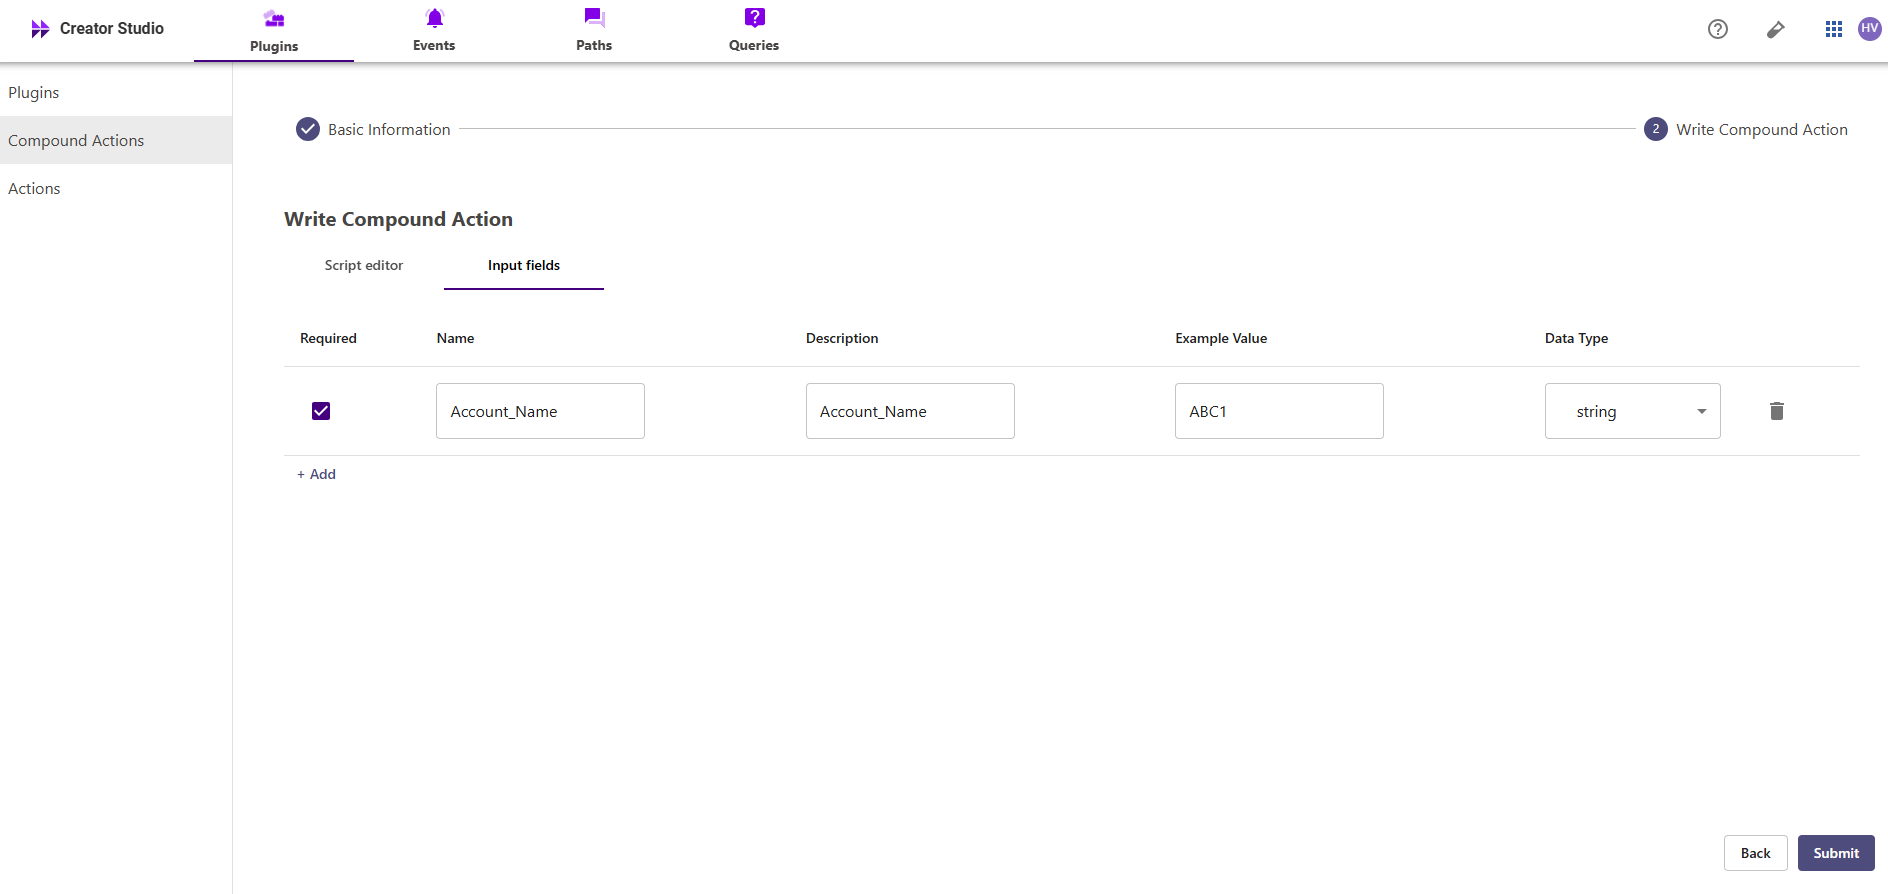 Creator Studio
Plugins
Events
Paths
Queries
HV
Plugins
Compound Actions
Actions
Basic Information
2 Write Compound Action
Write Compound Action
Script editor
Input fields
Required Name Description Example Value Data Type
Account_Name Account_Name ABC1 string
+ Add
Back Submit